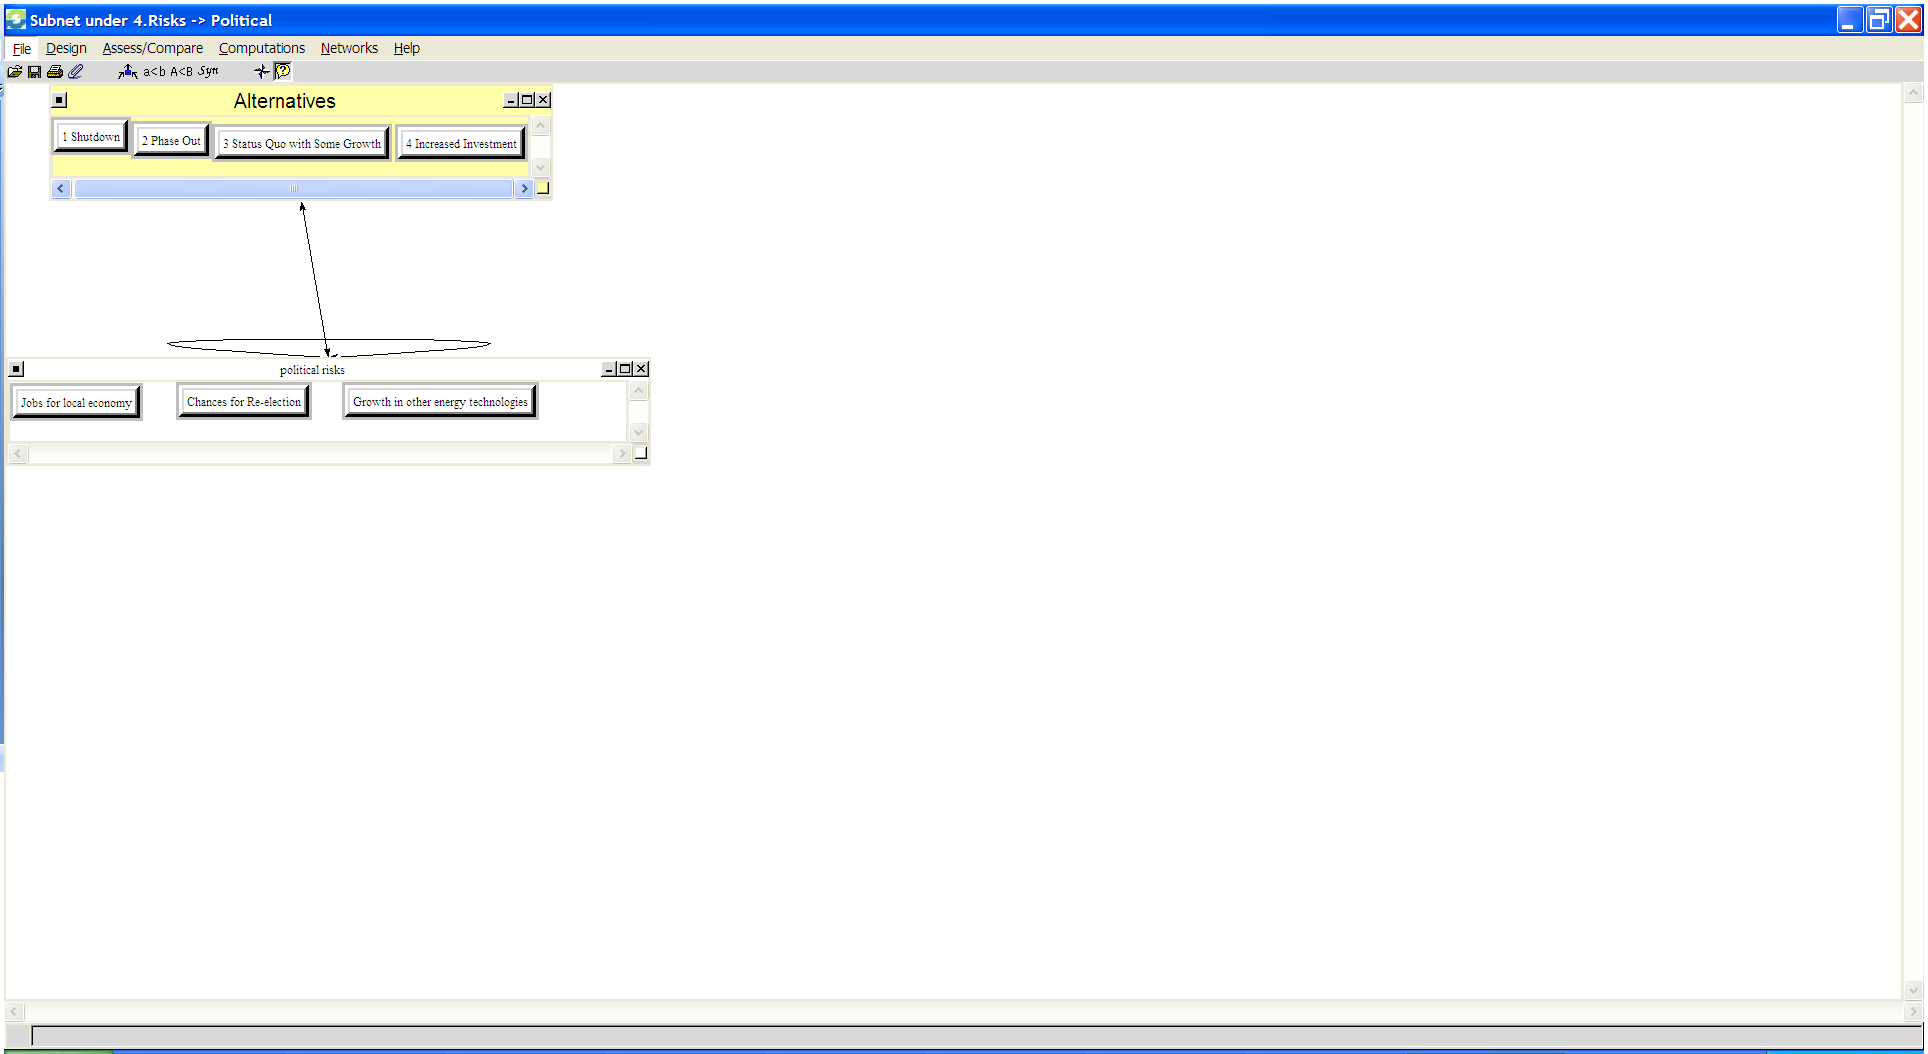 Subnet under 4.Risks -> Political
File Design Assess/Compare Computations Networks Help
a<b A<B Syn
Alternatives
1 Shutdown 2 Phase Out 3 Status Quo with Some Growth 4 Increased Investment
political risks
Jobs for local economy Chances for Re-election Growth in other energy technologies